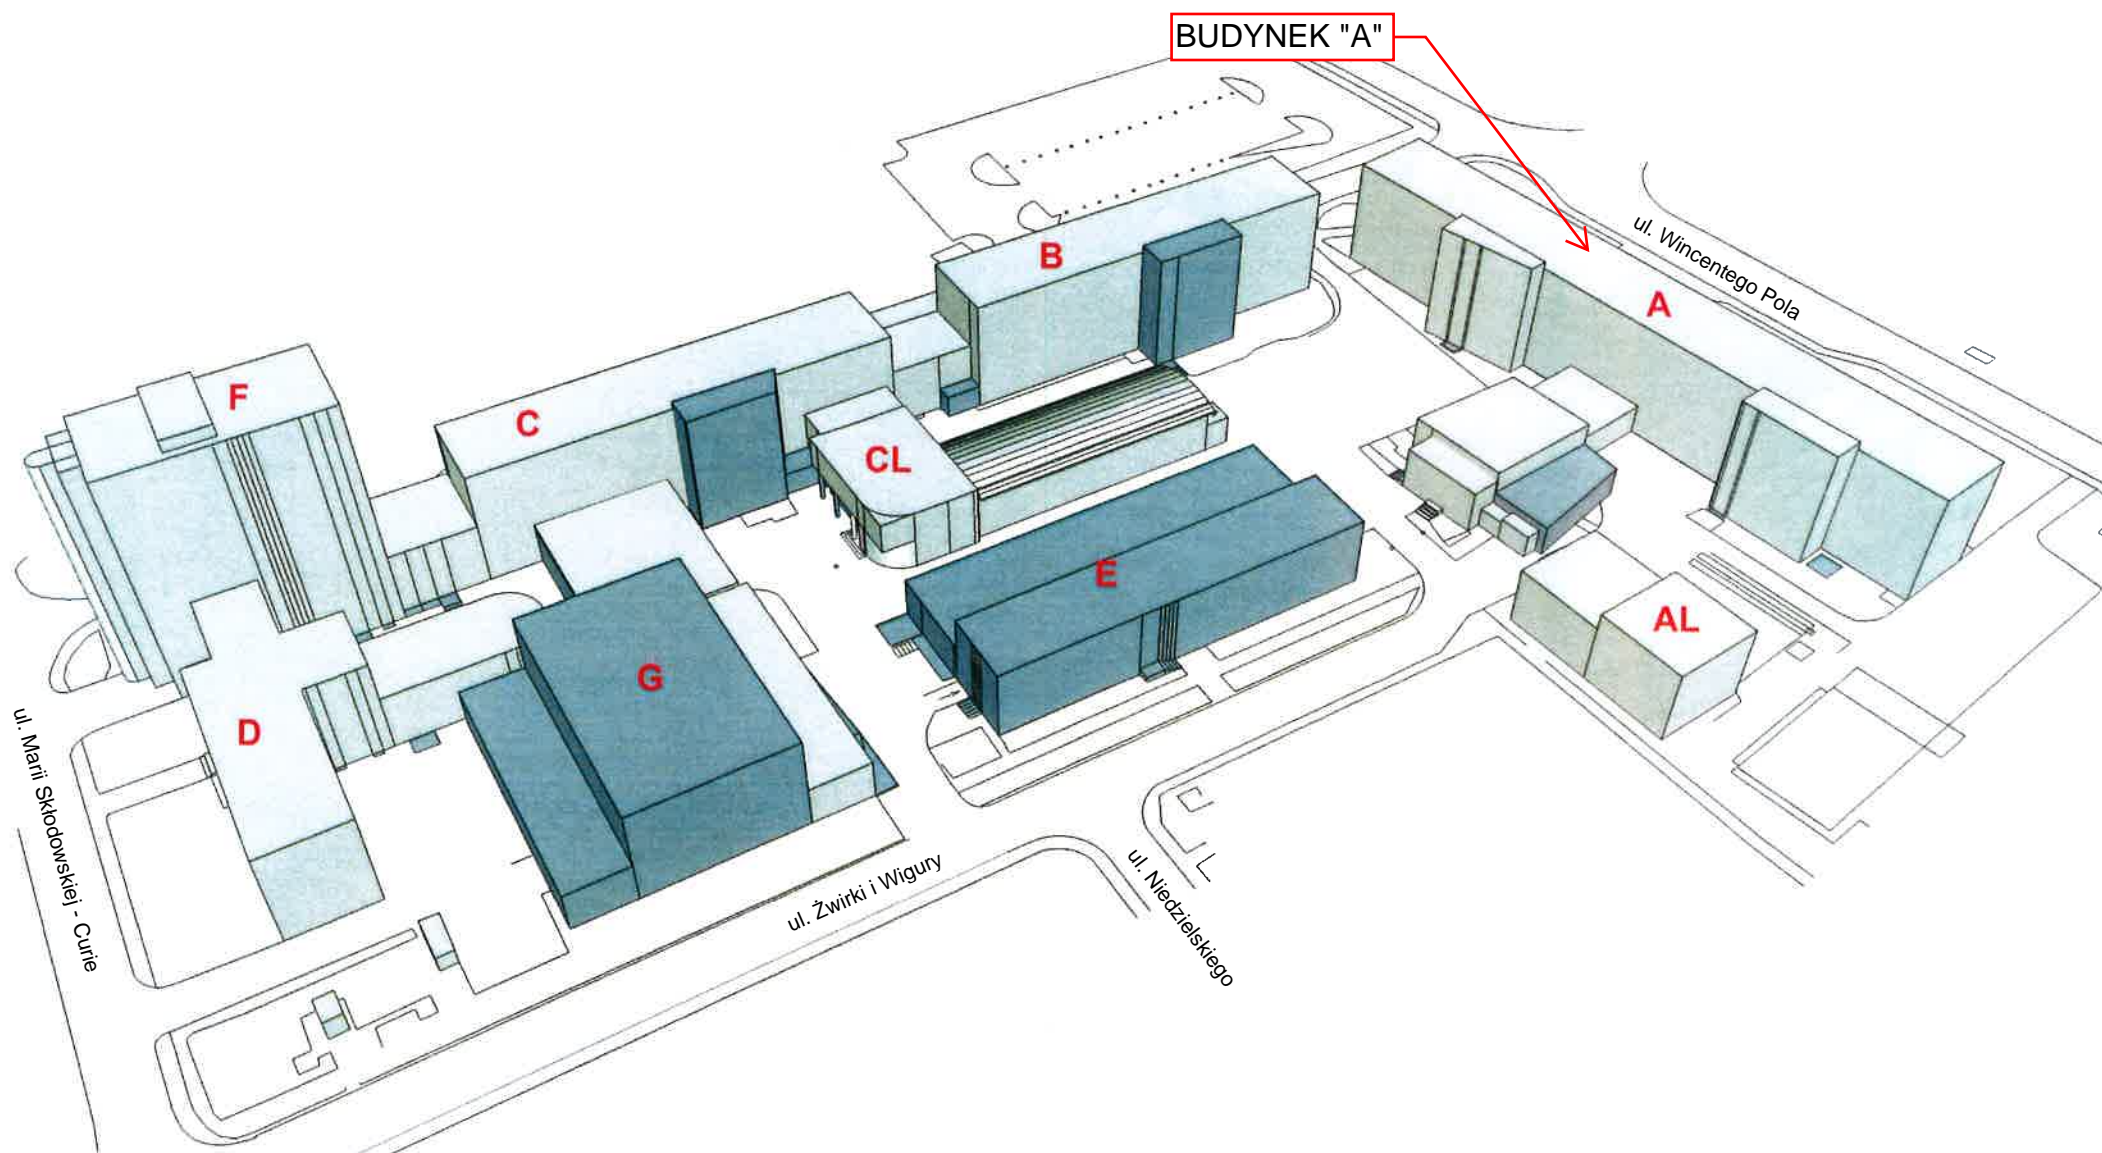 BUDYNEK "A"
ul. Wincentego Pola
B
A
F
C
CL
E
AL
G
D
ul. Marii Skłodowskiej - Curie
ul. Żwirki i Wigury
ul. Niedzielskiego